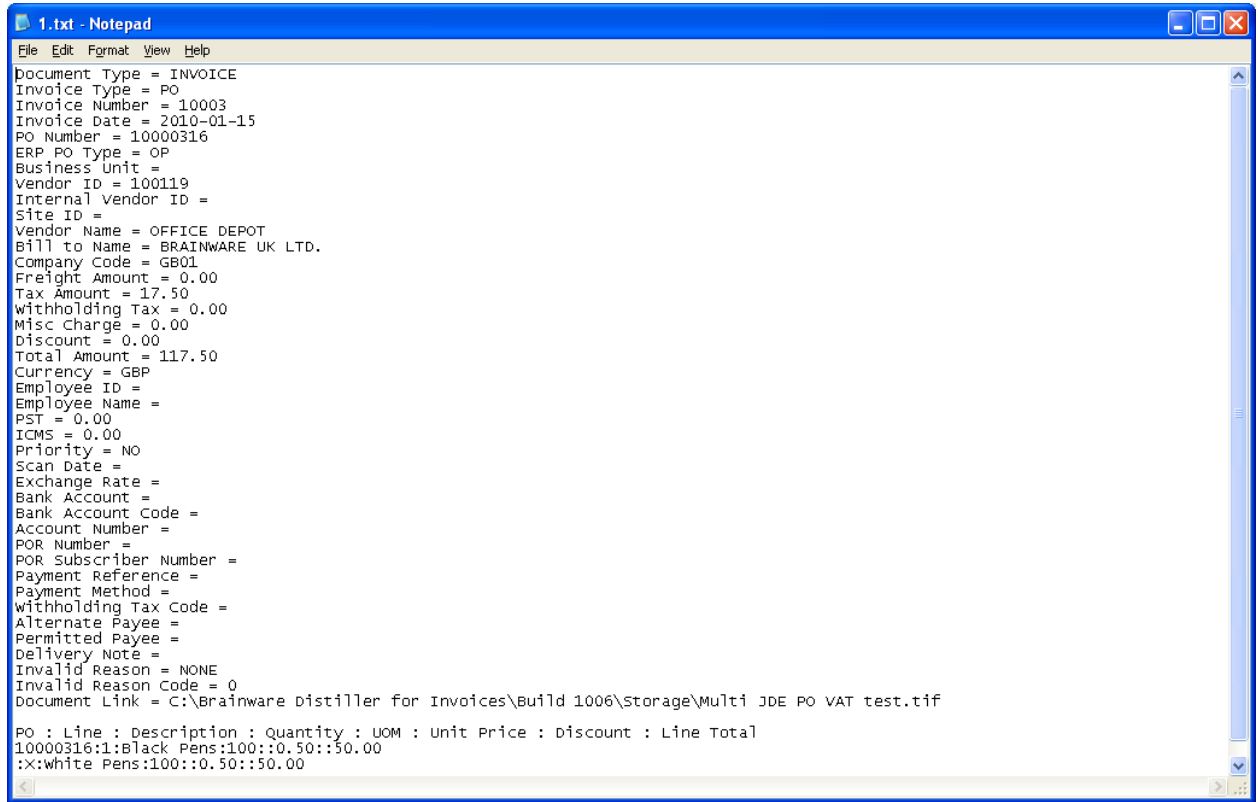 1.txt - Notepad
File Edit Format View Help
Document Type = INVOICE
Invoice Type = PO
Invoice Number = 10003
Invoice Date = 2010-01-15
PO Number = 10000316
ERP PO Type = OP
Business Unit =
Vendor ID = 100119
Internal Vendor ID =
Site ID =
Vendor Name = OFFICE DEPOT
Bill to Name = BRAINWARE UK LTD.
Company Code = GB01
Freight Amount = 0.00
Tax Amount = 17.50
Withholding Tax = 0.00
Misc Charge = 0.00
Discount = 0.00
Total Amount = 117.50
Currency = GBP
Employee ID =
Employee Name =
PST = 0.00
ICMS = 0.00
Priority = NO
Scan Date =
Exchange Rate =
Bank Account =
Bank Account Code =
Account Number =
POR Number =
POR Subscriber Number =
Payment Reference =
Payment Method =
Withholding Tax Code =
Alternate Payee =
Permitted Payee =
Delivery Note =
Invalid Reason = NONE
Invalid Reason Code = 0
Document Link = C:\Brainware Distiller for Invoices\Build 1006\Storage\Multi JDE PO VAT test.tif
PO : Line : Description : Quantity : UOM : Unit Price : Discount : Line Total
10000316:1:Black Pens:100::0.50::50.00
:X:White Pens:100::0.50::50.00